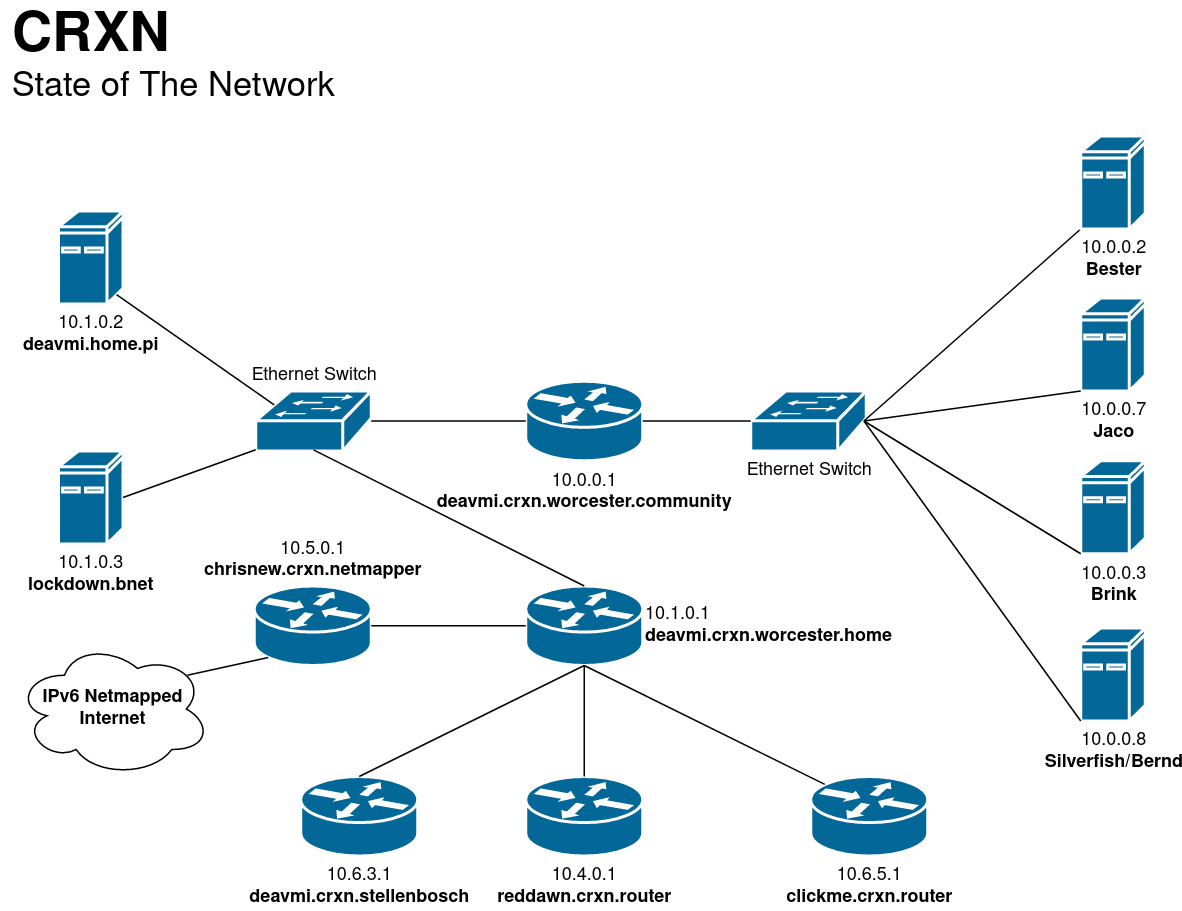 CRXN
State of The Network
10.0.0.2
Bester
10.1.0.2
deavmi.home.pi
Ethernet Switch
10.0.0.7
Jaco
Ethernet Switch
10.0.0.1
deavmi.crxn.worcester.community
10.1.0.3
lockdown.bnet
10.5.0.1
chrisnew.crxn.netmapper
10.0.0.3
Brink
10.1.0.1
deavmi.crxn.worcester.home
IPv6 Netmapped
Internet
10.0.0.8
Silverfish/Bernd
10.6.3.1
deavmi.crxn.stellenbosch
10.4.0.1
reddawn.crxn.router
10.6.5.1
clickme.crxn.router